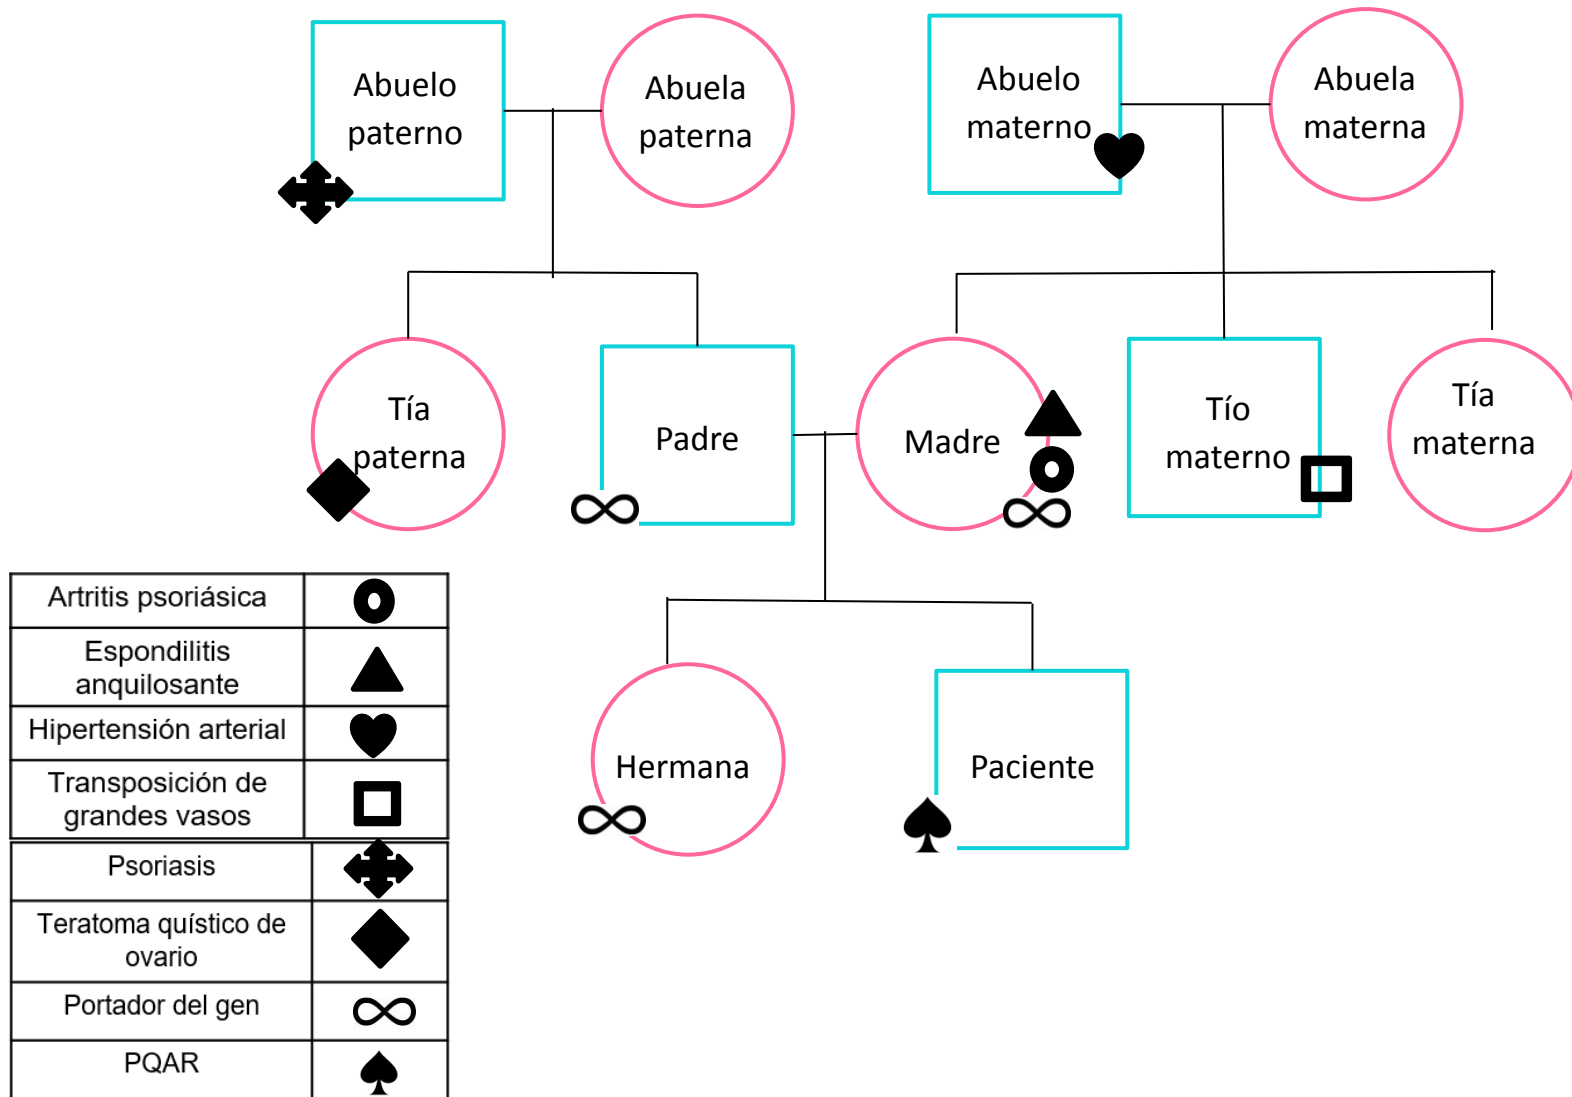 Abuelo
paterno
Abuela
paterna
Abuelo
materno
Abuela
materna
Tía
paterna
Padre
Madre
Tío
materno
Tía
materna
Hermana
Paciente
Artritis psoriásica
Espondilitis
anquilosante
Hipertensión arterial
Transposición de
grandes vasos
Psoriasis
Teratoma quístico de
ovario
Portador del gen
PQAR